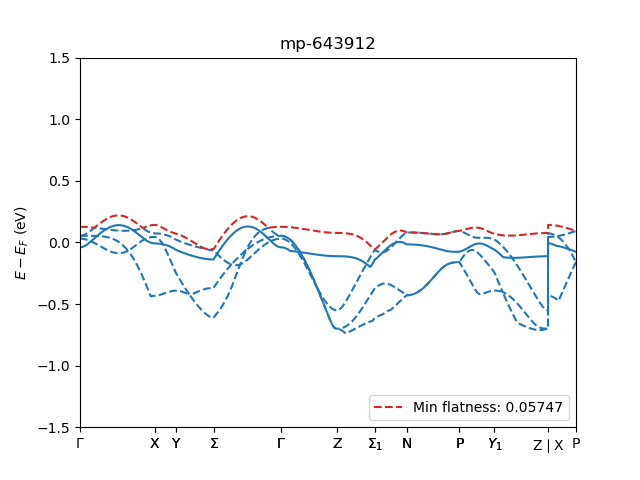 mp-643912
1.5
1.0
0.5
0.0
−0.5
−1.0
−1.5
E − E_F (eV)
Min flatness: 0.05747
Γ X Y Σ Γ Z Σ₁ N P Y₁ Z | X P